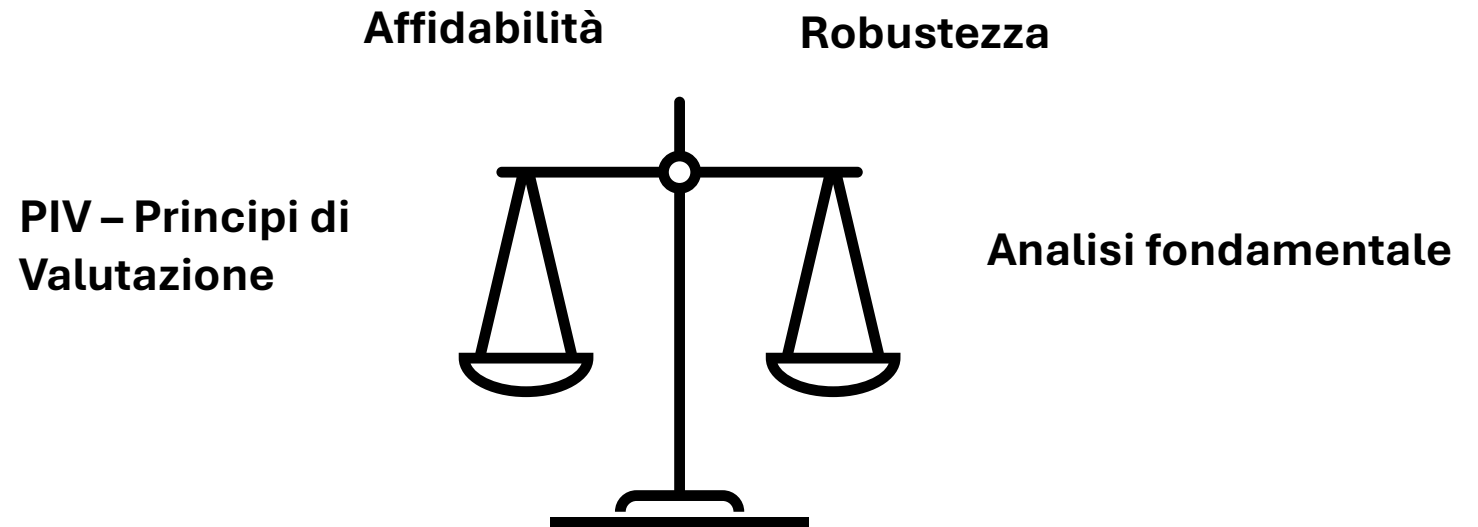 Affidabilità
Robustezza
PIV – Principi di
Valutazione
Analisi fondamentale